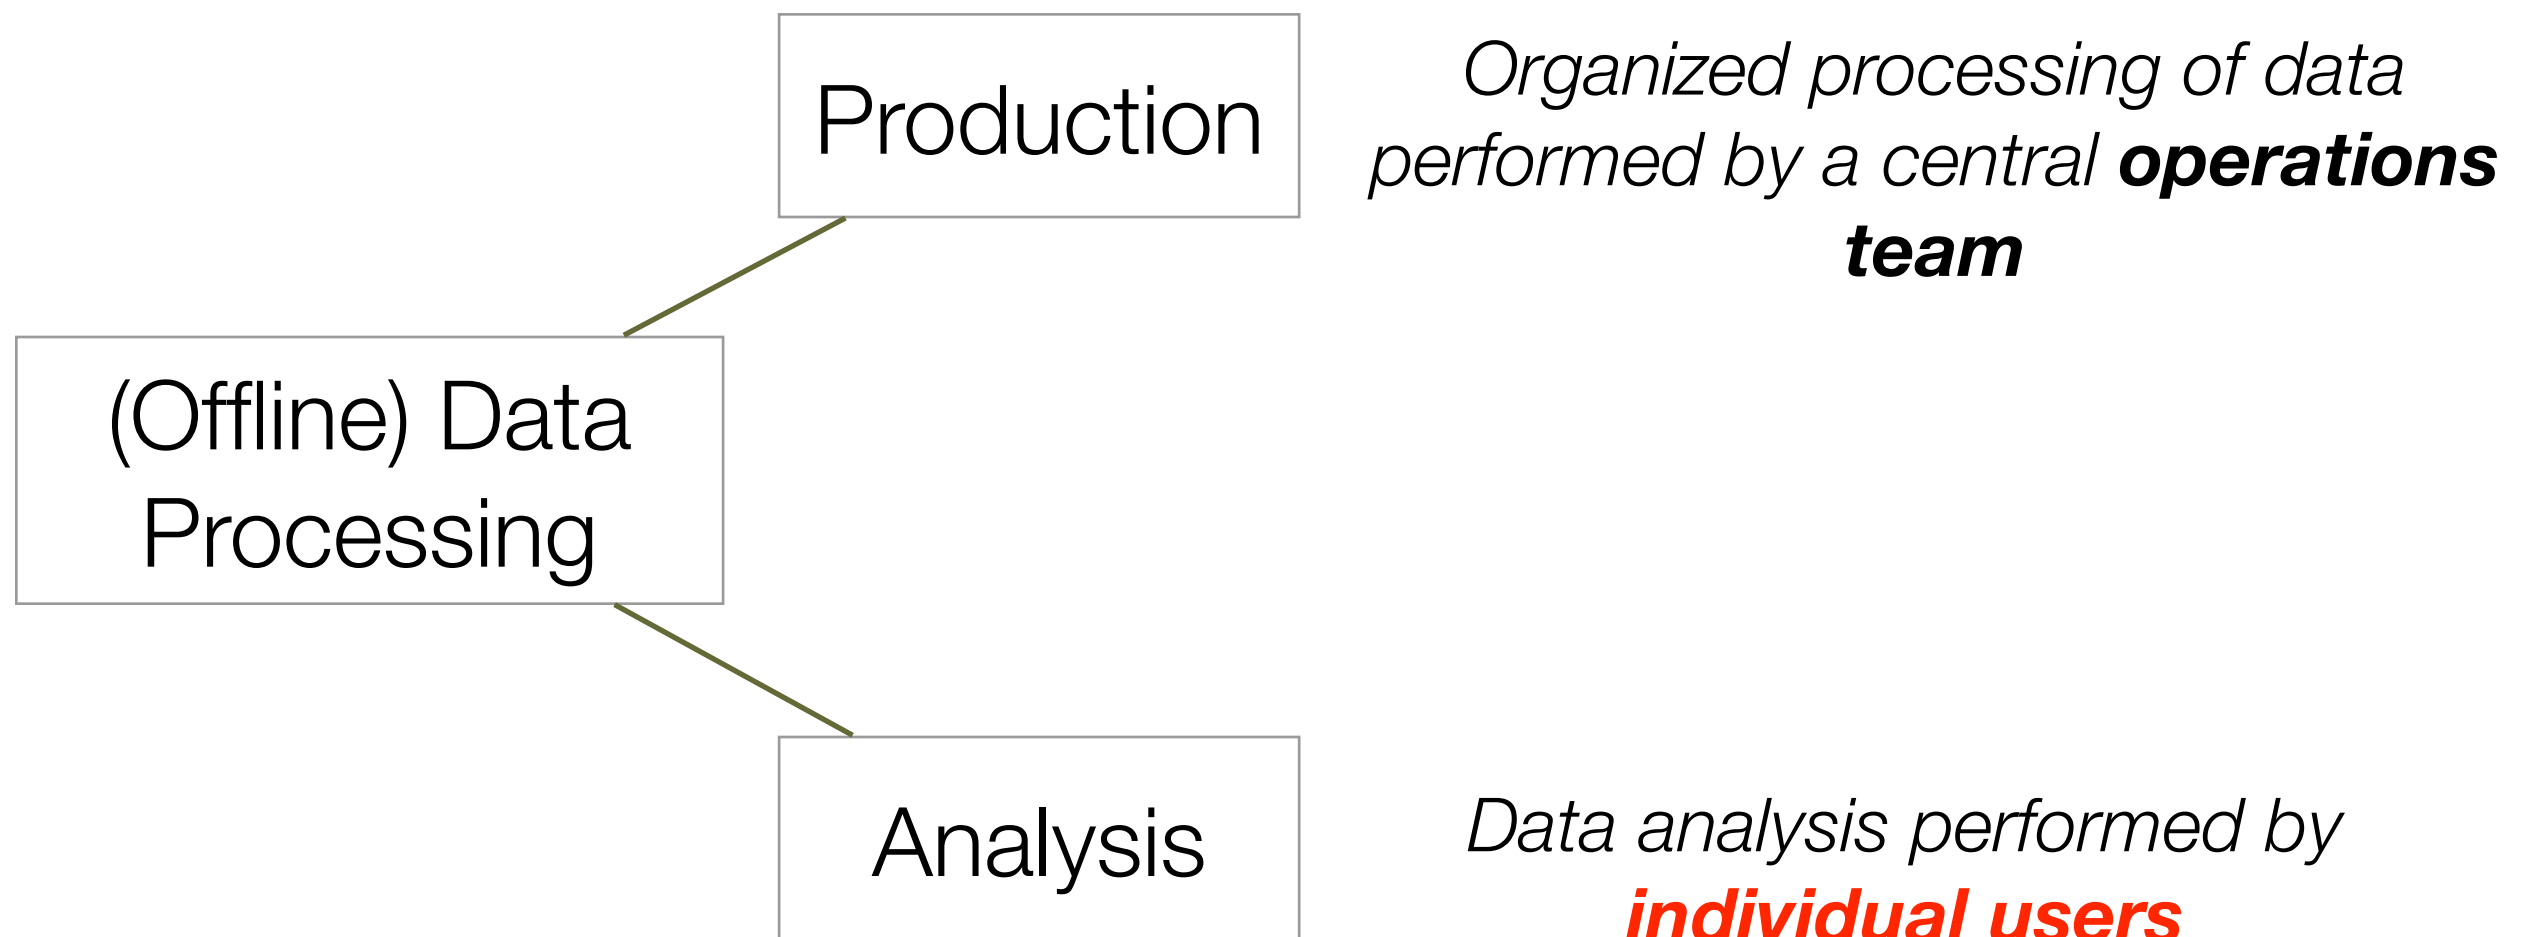 Production
Organized processing of data
performed by a central operations
team
(Offline) Data
Processing
Analysis
Data analysis performed by
individual users